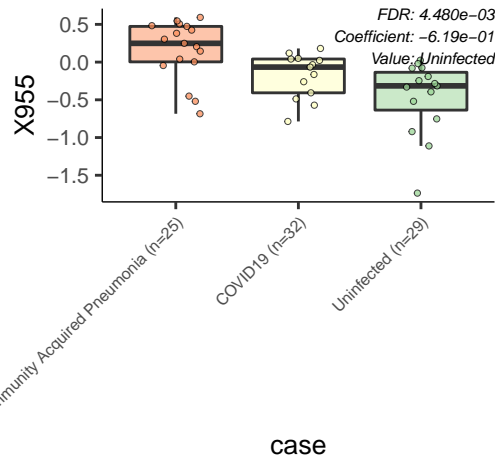 FDR: 4.480e−03
Coefficient: −6.19e−01
Value: Uninfected
X955
0.5
0.0
−0.5
−1.0
−1.5
mmunity Acquired Pneumonia (n=25)
COVID19 (n=32)
Uninfected (n=29)
case